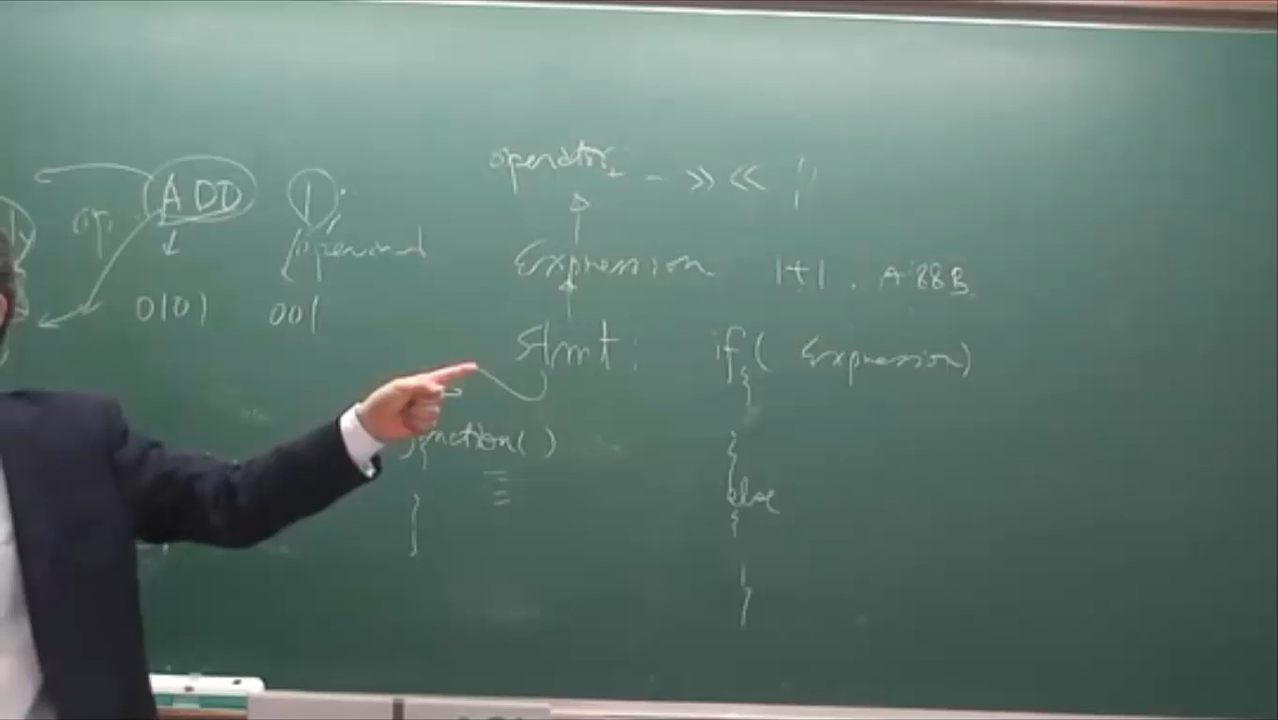 operator + - >> << !
ADD 1
op. operand
Expression 1+1 . A && B
0101 001
Stmt; if( Expression)
{
function()
{
}
}
else
{
}